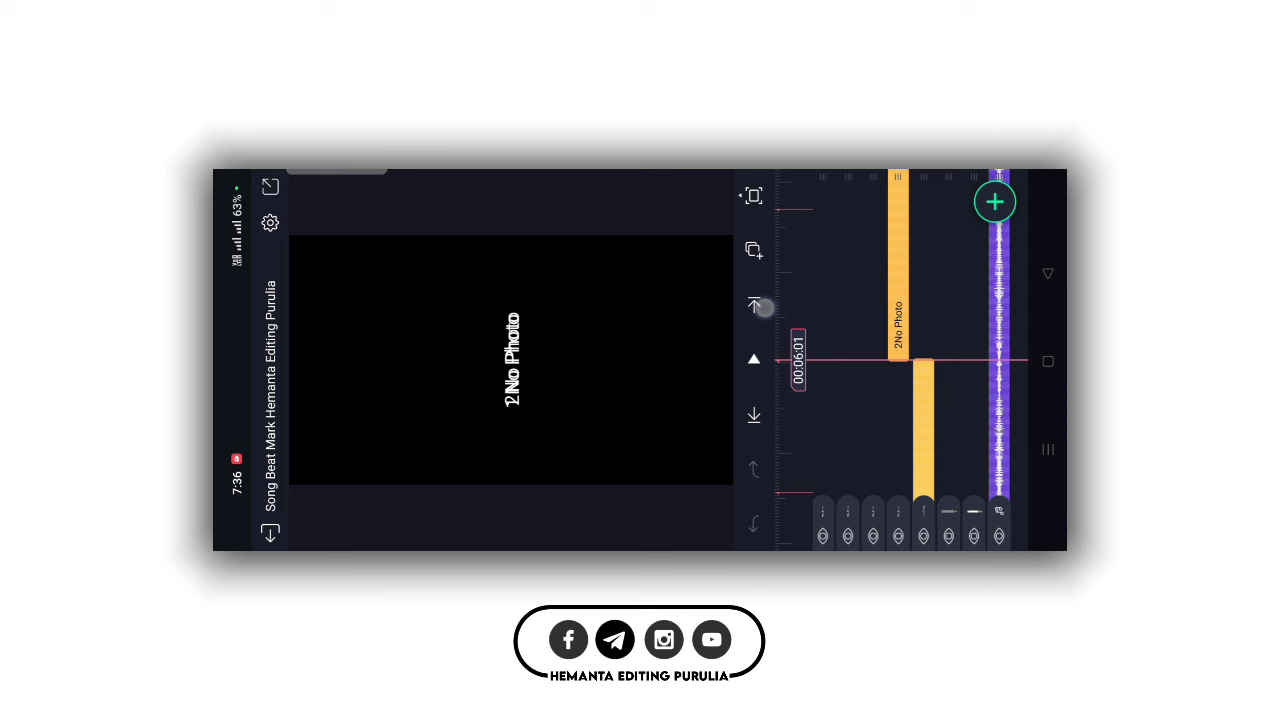 7:36
63%
Song Beat Mark Hemanta Editing Purulia
2No Photo
00:06:01
2No Photo
HEMANTA EDITING PURULIA